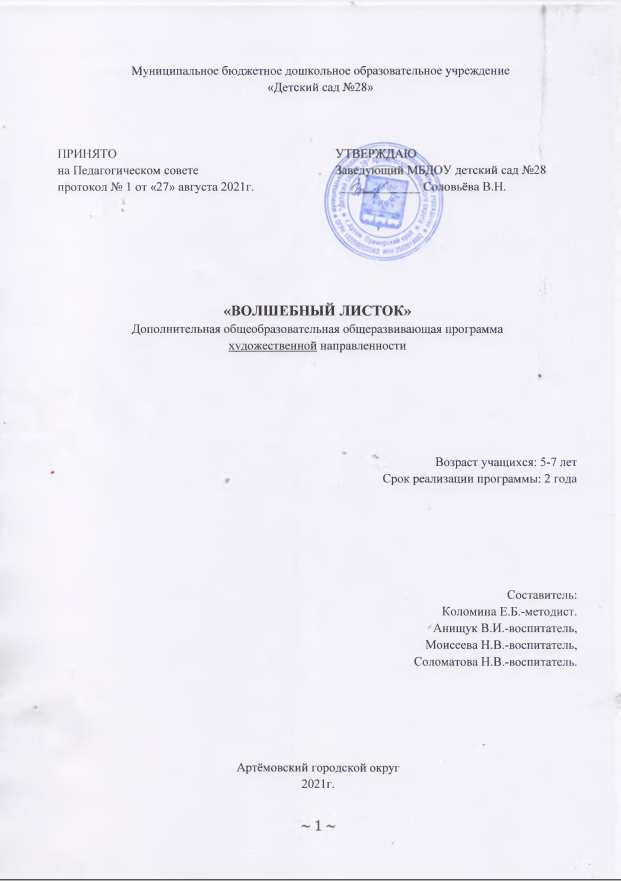 Муниципальное бюджетное дошкольное образовательное учреждение
«Детский сад №28»
ПРИНЯТО
на Педагогическом совете
протокол № 1 от «27» августа 2021г.
УТВЕРЖДАЮ
Заведующий МБДОУ детский сад №28
Соловьёва В.Н.
«ВОЛШЕБНЫЙ ЛИСТОК»
Дополнительная общеобразовательная общеразвивающая программа
художественной направленности
Возраст учащихся: 5-7 лет
Срок реализации программы: 2 года
Составитель:
Коломина Е.Б.-методист.
Анищук В.И.-воспитатель,
Моисеева Н.В.-воспитатель,
Соломатова Н.В.-воспитатель.
Артёмовский городской округ
2021г.
~ 1 ~